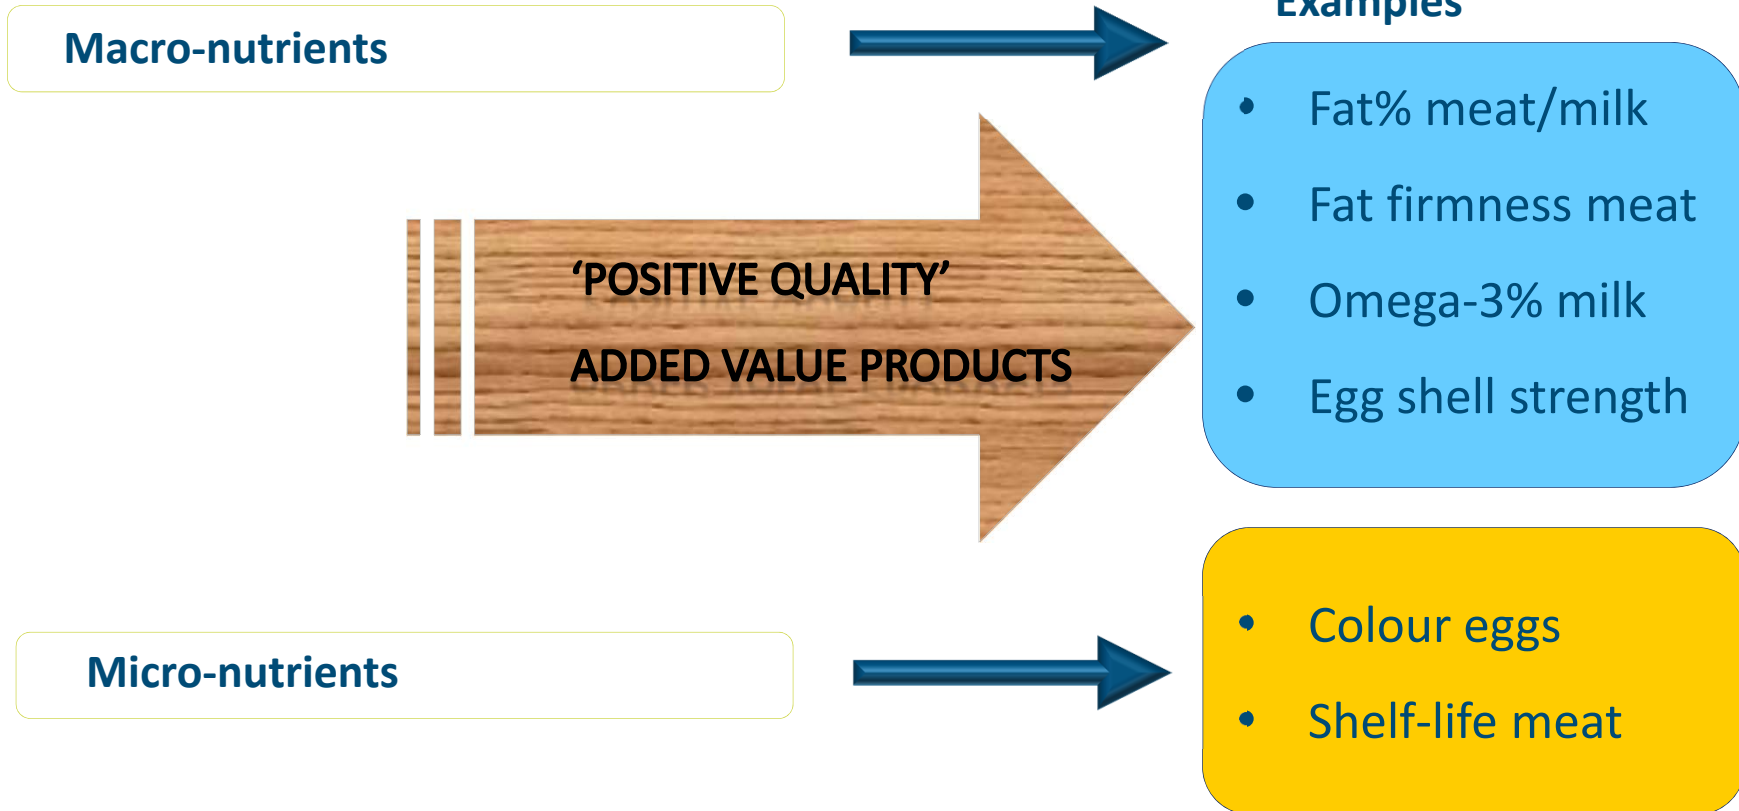 Examples
Macro-nutrients
• Fat% meat/milk
• Fat firmness meat
• Omega-3% milk
• Egg shell strength
‘POSITIVE QUALITY’
ADDED VALUE PRODUCTS
Micro-nutrients
• Colour eggs
• Shelf-life meat